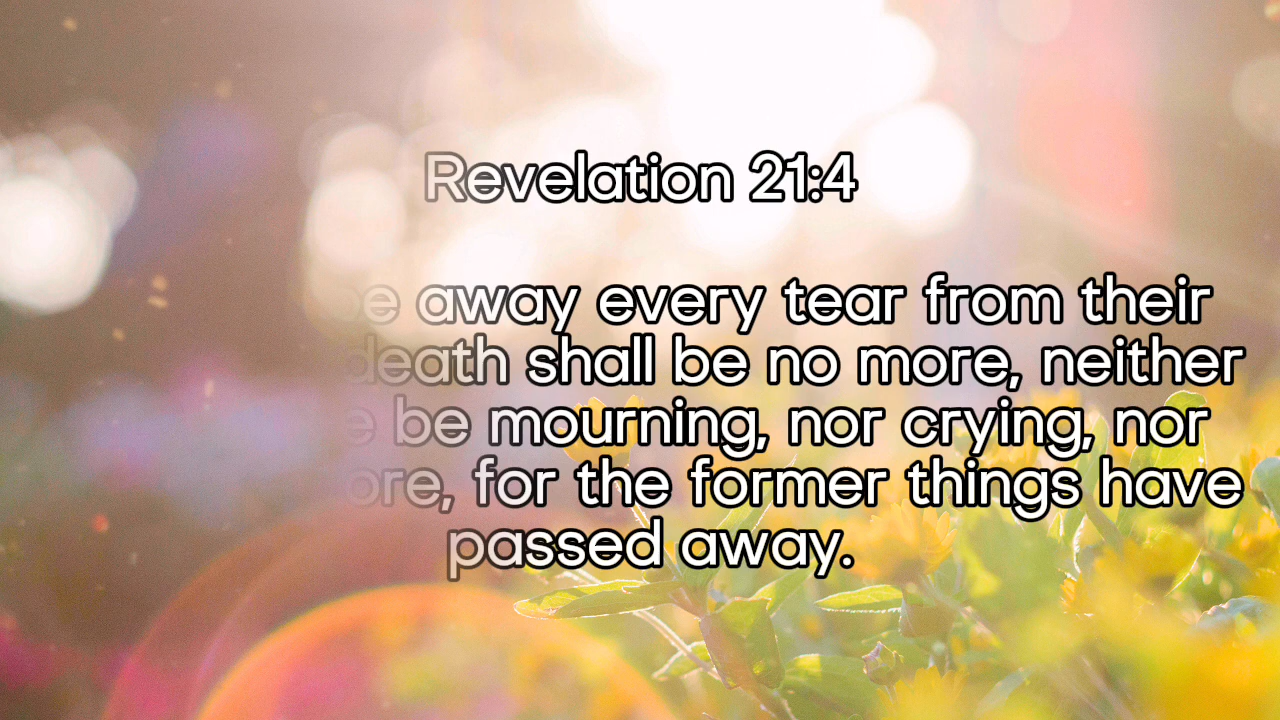 Revelation 21:4
away every tear from their
death shall be no more, neither
be mourning, nor crying, nor
for the former things have
passed away.